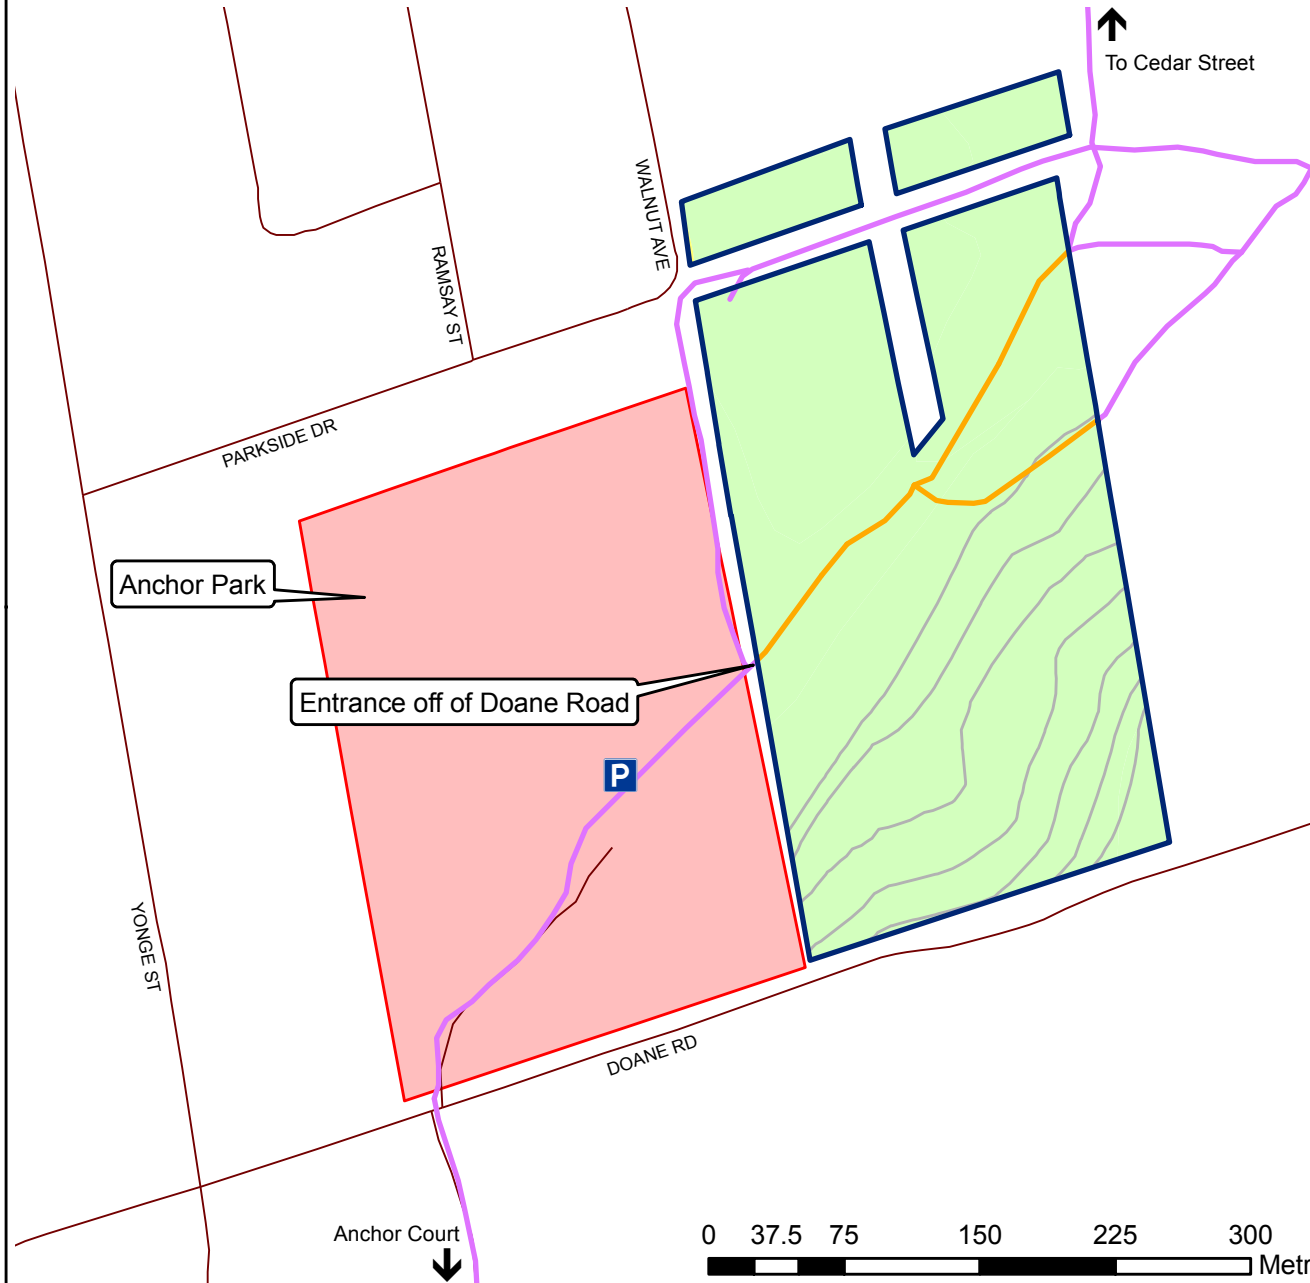 To Cedar Street
WALNUT AVE
RAMSAY ST
PARKSIDE DR
Anchor Park
Entrance off of Doane Road
P
YONGE ST
DOANE RD
Anchor Court
0 37.5 75 150 225 300
Metr